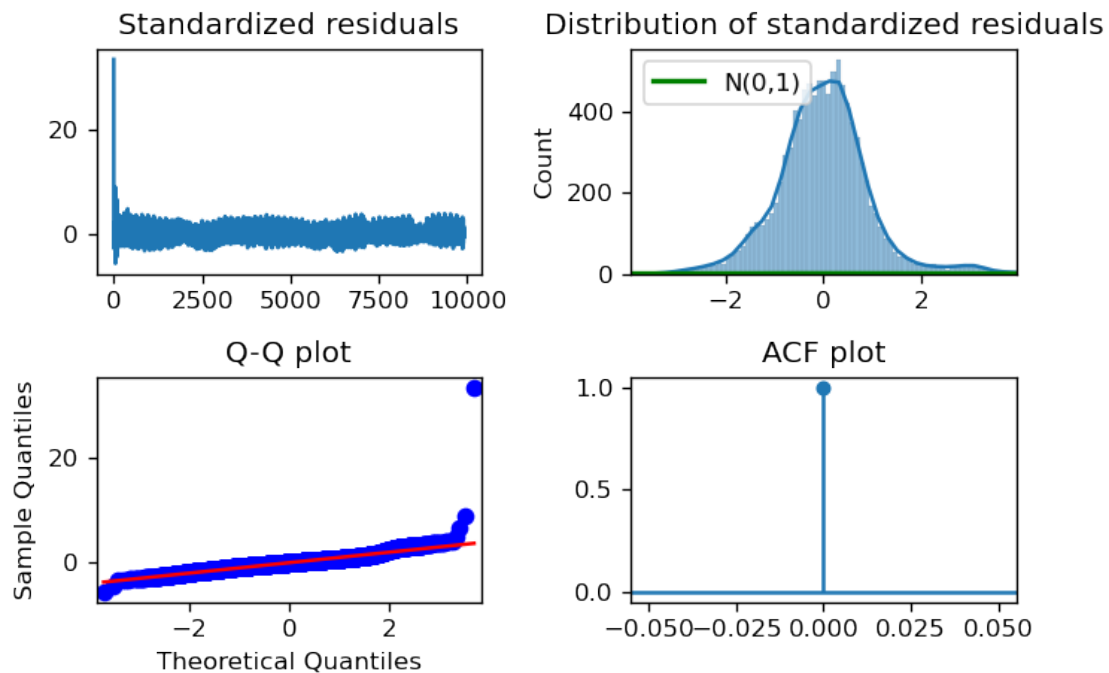 Standardized residuals
20
0
0 2500 5000 7500 10000
Distribution of standardized residuals
N(0,1)
Count
400
200
0
−2 0 2
Q-Q plot
Sample Quantiles
20
0
−2 0 2
Theoretical Quantiles
ACF plot
1.0
0.5
0.0
−0.050 −0.025 0.000 0.025 0.050